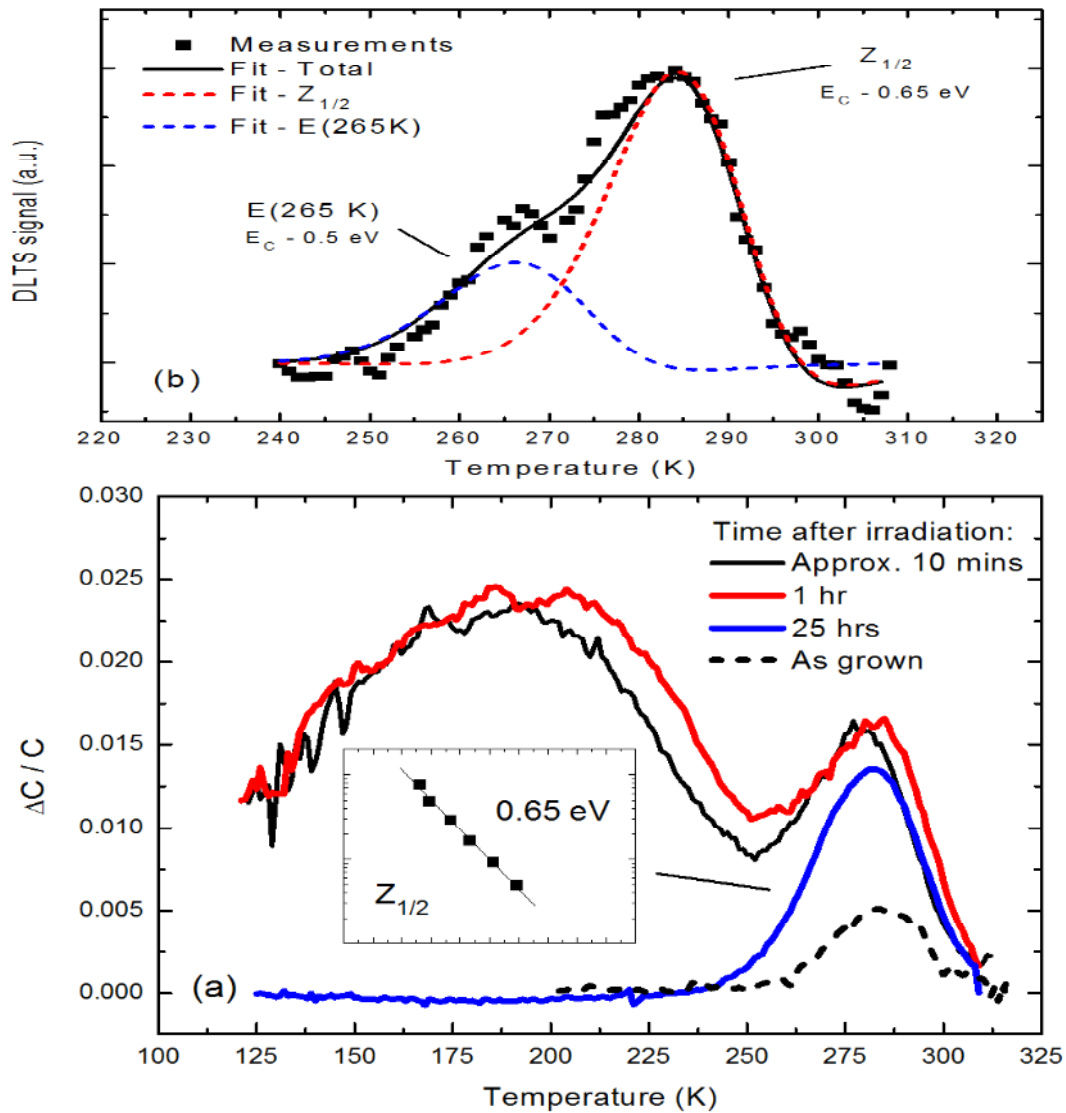 Measurements
Fit - Total
Fit - Z1/2
Fit - E(265K)
Z1/2
EC - 0.65 eV
E(265 K)
EC - 0.5 eV
DLTS signal (a.u.)
(b)
220 230 240 250 260 270 280 290 300 310 320
Temperature (K)
0.030
0.025
0.020
0.015
0.010
0.005
0.000
ΔC / C
Time after irradiation:
Approx. 10 mins
1 hr
25 hrs
As grown
0.65 eV
Z1/2
(a)
100 125 150 175 200 225 250 275 300 325
Temperature (K)